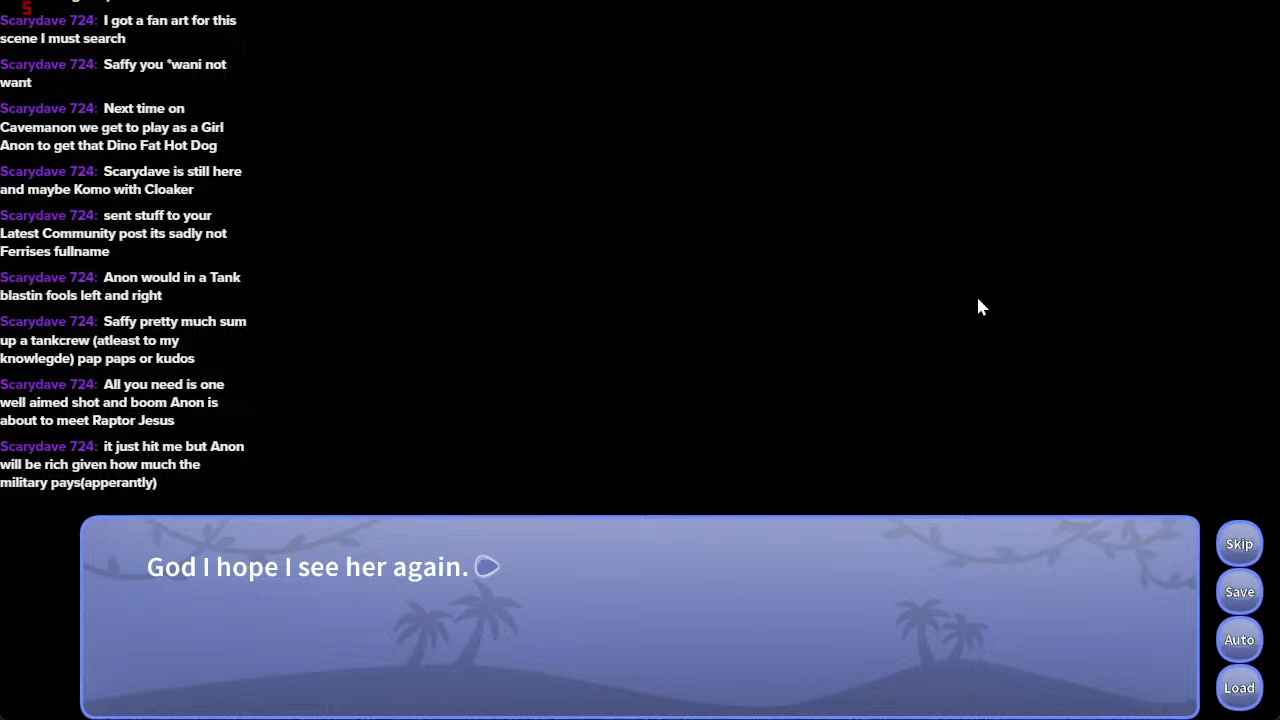 5
Scarydave 724: I got a fan art for this
scene I must search
Scarydave 724: Saffy you *wani not
want
Scarydave 724: Next time on
Cavemanon we get to play as a Girl
Anon to get that Dino Fat Hot Dog
Scarydave 724: Scarydave is still here
and maybe Komo with Cloaker
Scarydave 724: sent stuff to your
Latest Community post its sadly not
Ferrises fullname
Scarydave 724: Anon would in a Tank
blastin fools left and right
Scarydave 724: Saffy pretty much sum
up a tankcrew (atleast to my
knowlegde) pap paps or kudos
Scarydave 724: All you need is one
well aimed shot and boom Anon is
about to meet Raptor Jesus
Scarydave 724: it just hit me but Anon
will be rich given how much the
military pays(apperantly)
God I hope I see her again.
Skip
Save
Auto
Load